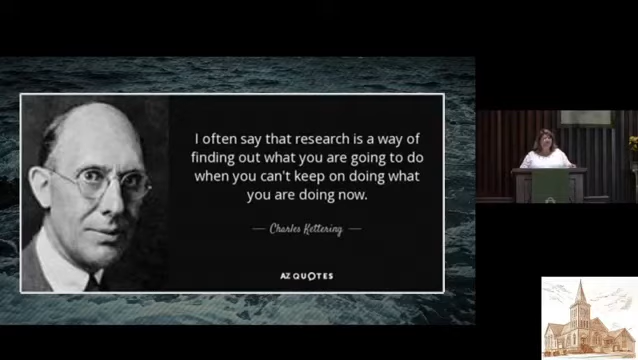 I often say that research is a way of
finding out what you are going to do
when you can't keep on doing what
you are doing now.
— Charles Kettering —
AZ QUOTES